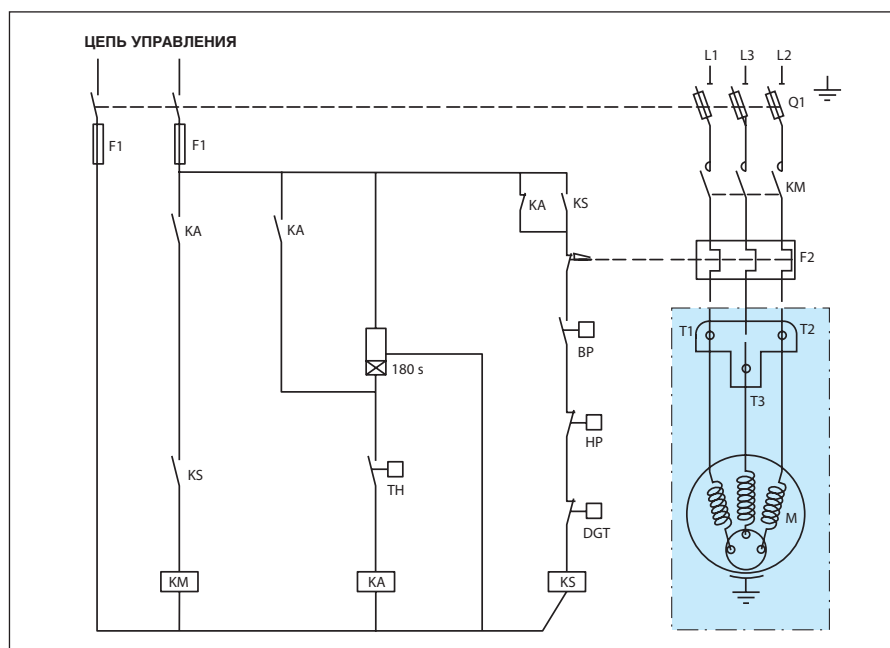 ЦЕПЬ УПРАВЛЕНИЯ
L1 L3 L2
Q1
F1 F1
KA KA KA KS KM
F2
T1 T2
BP
180 s
T3
HP
KS TH
M
DGT
KM KA KS